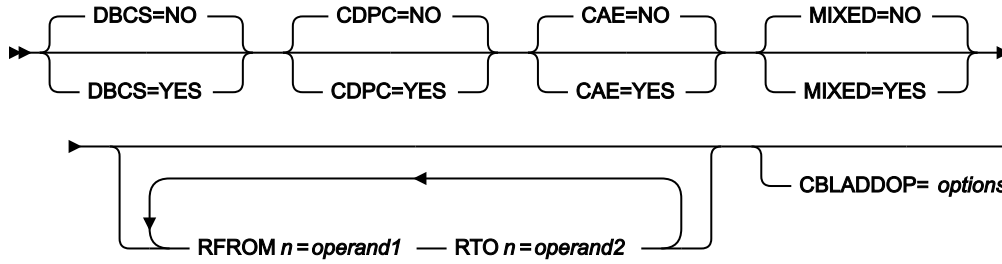 DBCS=NO CDPC=NO CAE=NO MIXED=NO
DBCS=YES CDPC=YES CAE=YES MIXED=YES
CBLADDOP= options
RFROM n=operand1 RTO n=operand2